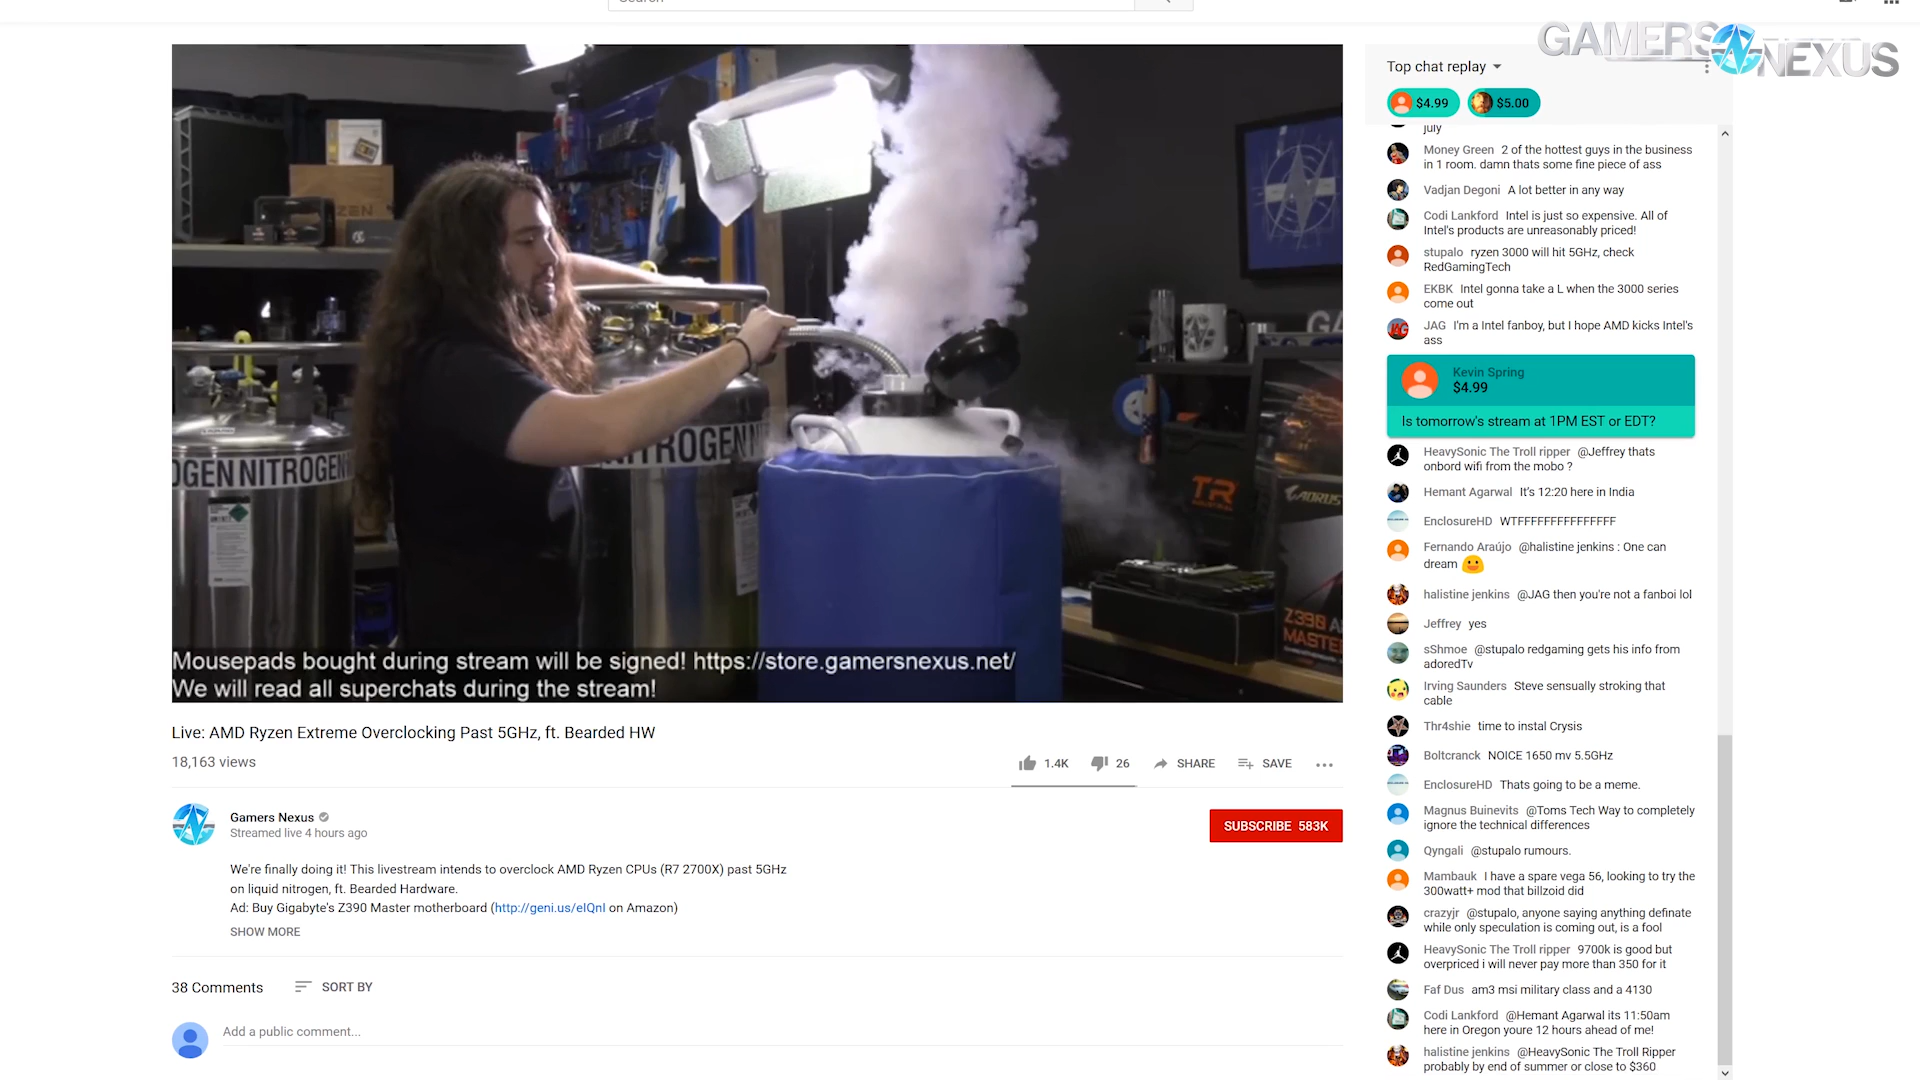 Search
GAMERS NEXUS
Top chat replay
$4.99
$5.00
july
Money Green 2 of the hottest guys in the business
in 1 room. damn thats some fine piece of ass
Vadjan Degoni A lot better in any way
Codi Lankford Intel is just so expensive. All of
Intel's products are unreasonably priced!
stupalo ryzen 3000 will hit 5GHz, check
RedGamingTech
EKBK Intel gonna take a L when the 3000 series
come out
JAG I'm a Intel fanboy, but I hope AMD kicks Intel's
ass
Kevin Spring
$4.99
Is tomorrow's stream at 1PM EST or EDT?
HeavySonic The Troll ripper @Jeffrey thats
onbord wifi from the mobo ?
Hemant Agarwal It's 12:20 here in India
EnclosureHD WTFFFFFFFFFFFFFFF
Fernando Araújo @halistine jenkins : One can
dream
halistine jenkins @JAG then you're not a fanboi lol
Jeffrey yes
sShmoe @stupalo redgaming gets his info from
adoredTv
Irving Saunders Steve sensually stroking that
cable
Thr4shie time to instal Crysis
Boltcranck NOICE 1650 mv 5.5GHz
EnclosureHD Thats going to be a meme.
Magnus Buinevits @Toms Tech Way to completely
ignore the technical differences
Qyngali @stupalo rumours.
Mambauk I have a spare vega 56, looking to try the
300watt+ mod that billzoid did
crazyjr @stupalo, anyone saying anything definate
while only speculation is coming out, is a fool
HeavySonic The Troll ripper 9700k is good but
overpriced i will never pay more than 350 for it
Faf Dus am3 msi military class and a 4130
Codi Lankford @Hemant Agarwal its 11:50am
here in Oregon youre 12 hours ahead of me!
halistine jenkins @HeavySonic The Troll Ripper
probably by end of summer or close to $360
OGEN NITROGEN
ITROGEN N
TR
AORUS
Z390 A
MASTER
Mousepads bought during stream will be signed! https://store.gamersnexus.net/
We will read all superchats during the stream!
Live: AMD Ryzen Extreme Overclocking Past 5GHz, ft. Bearded HW
18,163 views
1.4K
26
SHARE
SAVE
Gamers Nexus
Streamed live 4 hours ago
SUBSCRIBE 583K
We're finally doing it! This livestream intends to overclock AMD Ryzen CPUs (R7 2700X) past 5GHz
on liquid nitrogen, ft. Bearded Hardware.
Ad: Buy Gigabyte's Z390 Master motherboard (http://geni.us/eIQnI on Amazon)
SHOW MORE
38 Comments
SORT BY
Add a public comment...